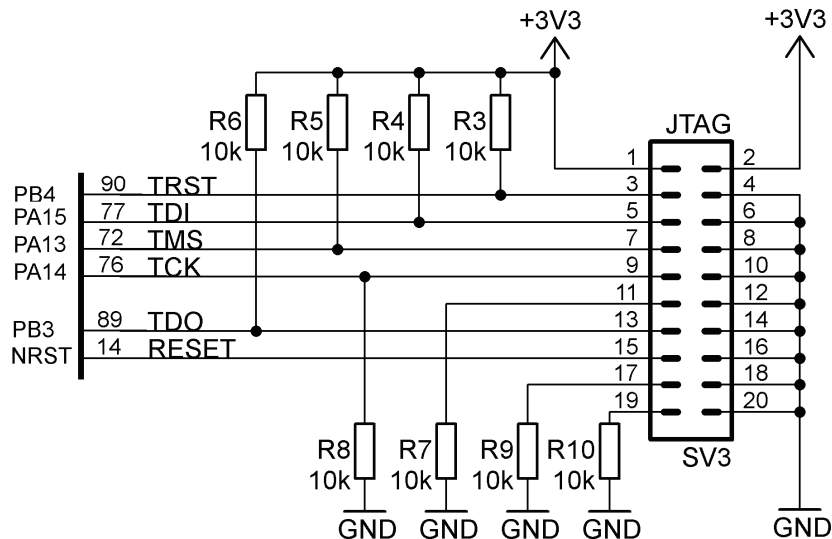 +3V3 +3V3
R6 R5 R4 R3 JTAG
10k 10k 10k 10k
1 2
PB4 90 TRST 3 4
PA15 77 TDI 5 6
PA13 72 TMS 7 8
PA14 76 TCK 9 10
11 12
PB3 89 TDO 13 14
NRST 14 RESET 15 16
17 18
19 20
R8 R7 R9 R10 SV3
10k 10k 10k 10k
GND GND GND GND GND